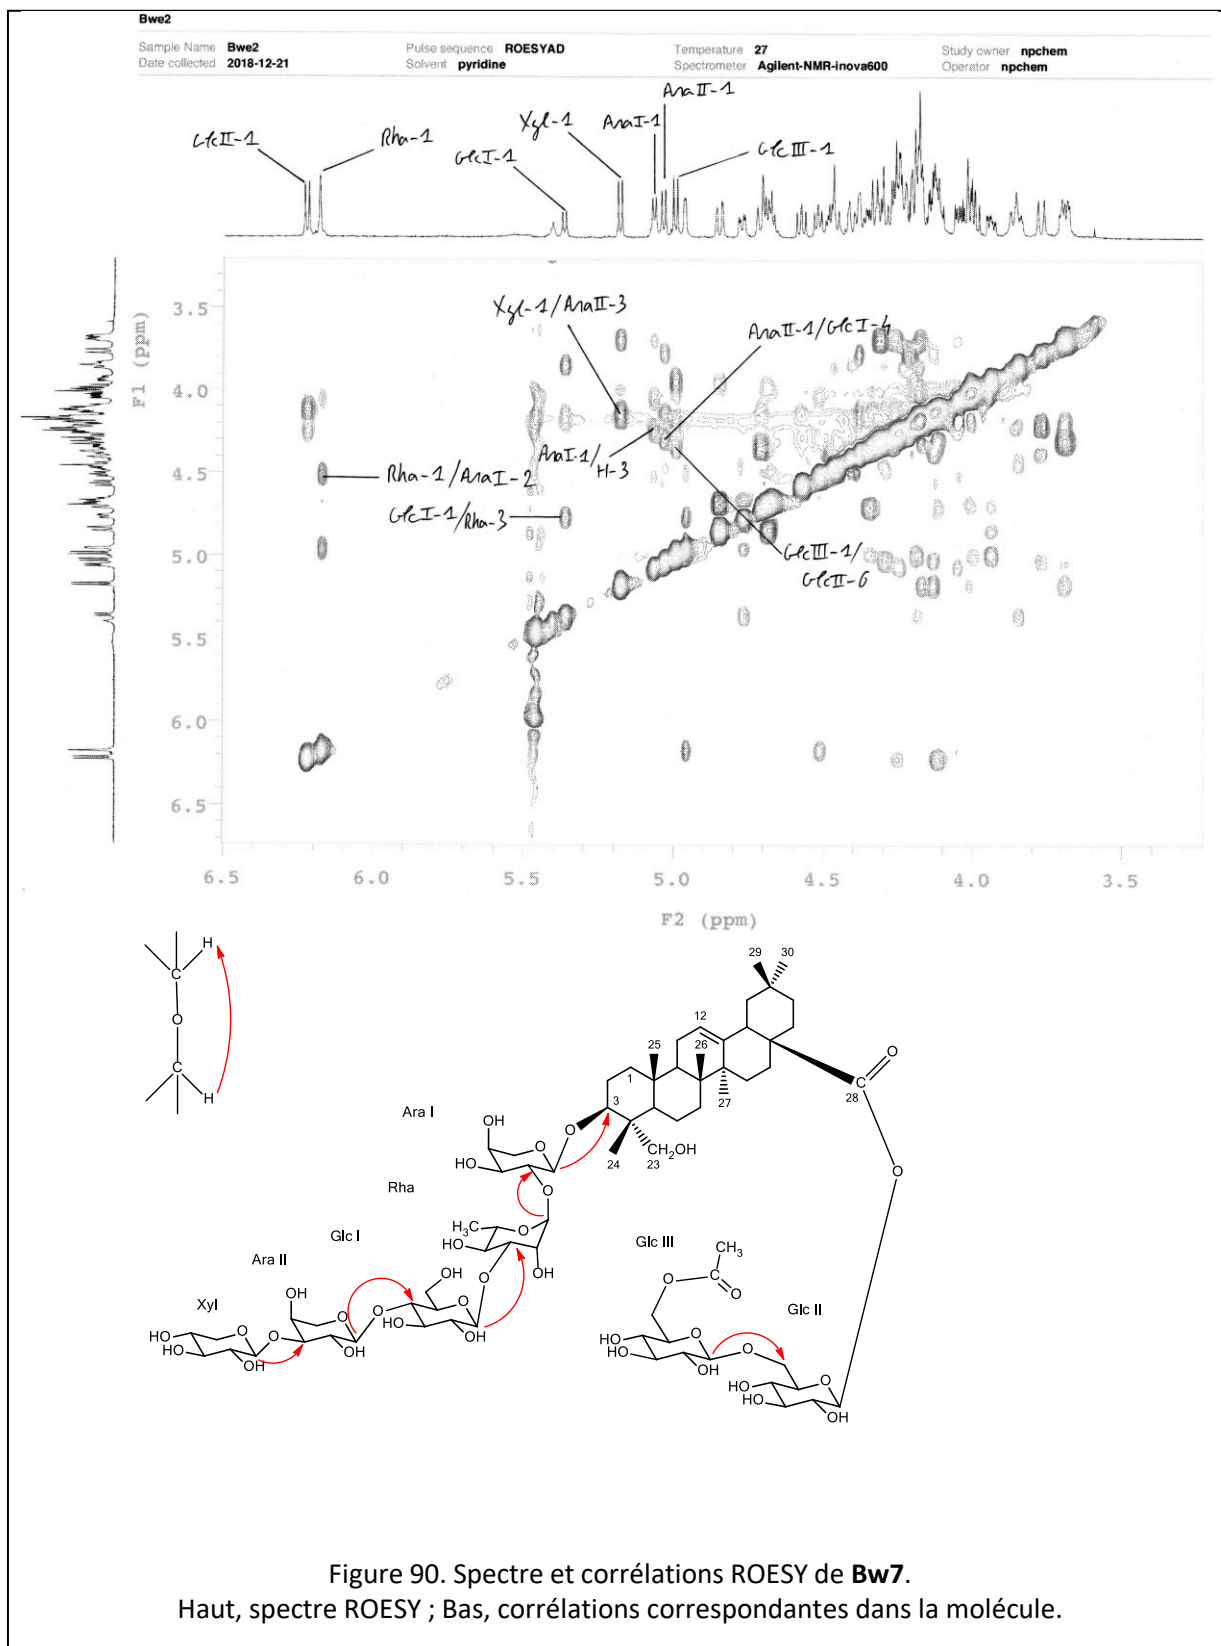 Bwe2
Sample Name Bwe2 Pulse sequence ROESYAD Temperature 27 Study owner npchem
Date collected 2018-12-21 Solvent pyridine Spectrometer Agilent-NMR-inova600 Operator npchem
GlcII-1
Rha-1
GlcI-1
Xyl-1
AraI-1
AraII-1
GlcIII-1
F1 (ppm)
3.5
4.0
4.5
5.0
5.5
6.0
6.5
Xyl-1/AraII-3
AraII-1/GlcI-4
AraI-1/
H-3
Rha-1/AraI-2
GlcI-1/Rha-3
GlcIII-1/
GlcII-6
6.5 6.0 5.5 5.0 4.5 4.0 3.5
F2 (ppm)
H
C
O
C
H
29 30
12
25 26
1
3
27
28
C
O
O
24
23
CH₂OH
Ara I
OH
O
O
HO
HO
O
Rha
H₃C
O
HO
HO
O
OH
Glc I
OH
O
O
HO
OH
Ara II
OH
O
O
OH
Xyl
HO
HO
O
O
OH
Glc III
CH₃
O
O
HO
HO
O
O
OH
Glc II
HO
HO
O
OH
Figure 90. Spectre et corrélations ROESY de Bw7.
Haut, spectre ROESY ; Bas, corrélations correspondantes dans la molécule.